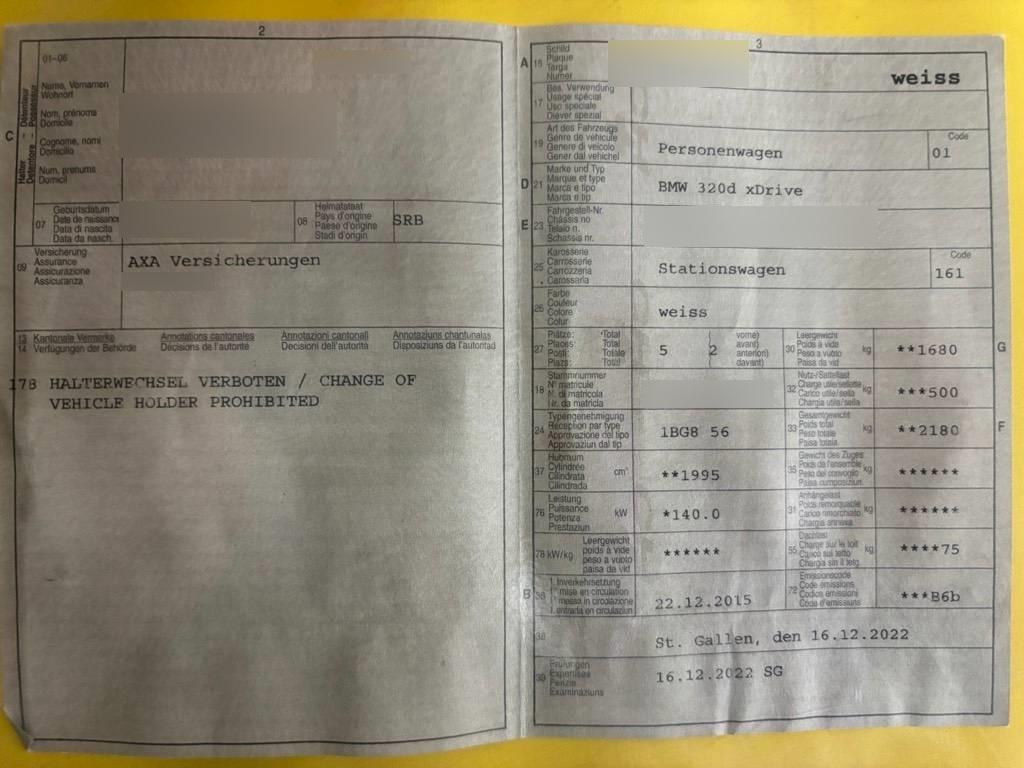 2
01-06
Name, Vornamen
Wohnort
Nom, prénoms
Domicile
Cognome, nomi
Domicilio
Num, prenums
Domicil
C
Halter – Détenteur
Detentore – Possessur
07
Geburtsdatum
Date de naissance
Data di nascita
Data da nasch.
08
Heimatstaat
Pays d'origine
Paese d'origine
Stadi d'origin
SRB
09
Versicherung
Assurance
Assicurazione
Assicuranza
AXA Versicherungen
13 Kantonale Vermerke Annotations cantonales Annotazioni cantonali Annotaziuns chantunalas
14 Verfügungen der Behörde Décisions de l'autorité Decisioni dell'autorità Disposiziuns da l'autoritad
178 HALTERWECHSEL VERBOTEN / CHANGE OF
VEHICLE HOLDER PROHIBITED
3
A 15
Schild
Plaque
Targa
Numer
weiss
17
Bes. Verwendung
Usage spécial
Uso speciale
Diever spezial
19
Art des Fahrzeugs
Genre de véhicule
Genere di veicolo
Gener dal vehichel
Personenwagen
Code
01
D 21
Marke und Typ
Marque et type
Marca e tipo
Marca e tip
BMW 320d xDrive
E 23
Fahrgestell-Nr.
Châssis no
Telaio n.
Schassis nr.
25
Karosserie
Carrosserie
Carrozzeria
Carossaria
Stationswagen
Code
161
26
Farbe
Couleur
Colore
Colur
weiss
27
Plätze: Total
Places: Total
Posti: Totale
Plazs: Total
5
2
vorne)
avant)
anteriori)
davant)
30
Leergewicht
Poids à vide
Peso a vuoto
Paisa da vid
kg
**1680
G
18
Stammnummer
N° matricule
N. di matricola
Nr. da matricla
32
Nutz-/Sattellast
Charge utile/sellette
Carico utile/sella
Chargia utile/sella
kg
***500
24
Typengenehmigung
Réception par type
Approvazione del tipo
Approvaziun dal tip
1BG8 56
33
Gesamtgewicht
Poids total
Peso totale
Paisa totala
kg
**2180
F
37
Hubraum
Cylindrée
Cilindrata
Cilindrada
cm³
**1995
35
Gewicht des Zuges
Poids de l'ensemble
Peso del convoglio
Paisa cumposiziun
kg
******
76
Leistung
Puissance
Potenza
Prestaziun
kW
*140.0
31
Anhängelast
Poids remorquable
Carico rimorchiato
Chargia annexa
kg
******
78 kW/kg
Leergewicht
poids à vide
peso a vuoto
paisa da vid
******
55
Dachlast
Charge sur le toit
Carico sul tetto
Chargia sin il tetg
kg
****75
B 36
1. Inverkehrsetzung
1re mise en circulation
1a messa in circolazione
1. entrada en circulaziun
22.12.2015
72
Emissionscode
Code émissions
Codice emissioni
Code d'emissiuns
***B6b
38
St. Gallen, den 16.12.2022
39
Prüfungen
Expertises
Perizie
Examinaziuns
16.12.2022 SG